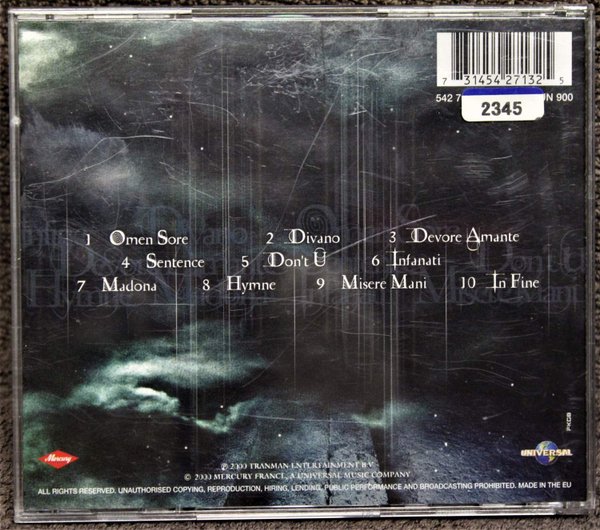 7 31454 27132 5
542 7
2345
IN 900
1 Omen Sore 2 Divano 3 Devore Amante
4 Sentence 5 Don't U 6 Infanati
7 Madona 8 Hymne 9 Misere Mani 10 In Fine
PXCGB
Mercury
UNIVERSAL
℗ 2000 TRANMAN ENTERTAINMENT B.V.
© 2000 MERCURY FRANCE, A UNIVERSAL MUSIC COMPANY
ALL RIGHTS RESERVED. UNAUTHORISED COPYING, REPRODUCTION, HIRING, LENDING, PUBLIC PERFORMANCE AND BROADCASTING PROHIBITED. MADE IN THE EU